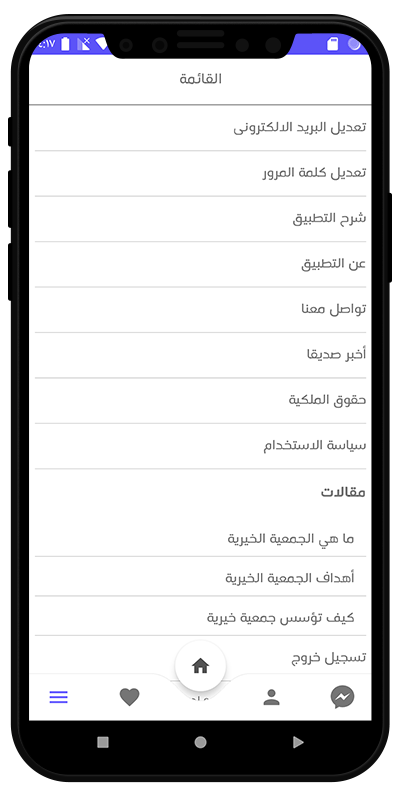 القائمة
تعديل البريد الالكترونى
تعديل كلمة المرور
شرح التطبيق
عن التطبيق
تواصل معنا
أخبر صديقا
حقوق الملكية
سياسة الاستخدام
مقالات
ما هي الجمعية الخيرية
أهداف الجمعية الخيرية
كيف تؤسس جمعية خيرية
تسجيل خروج